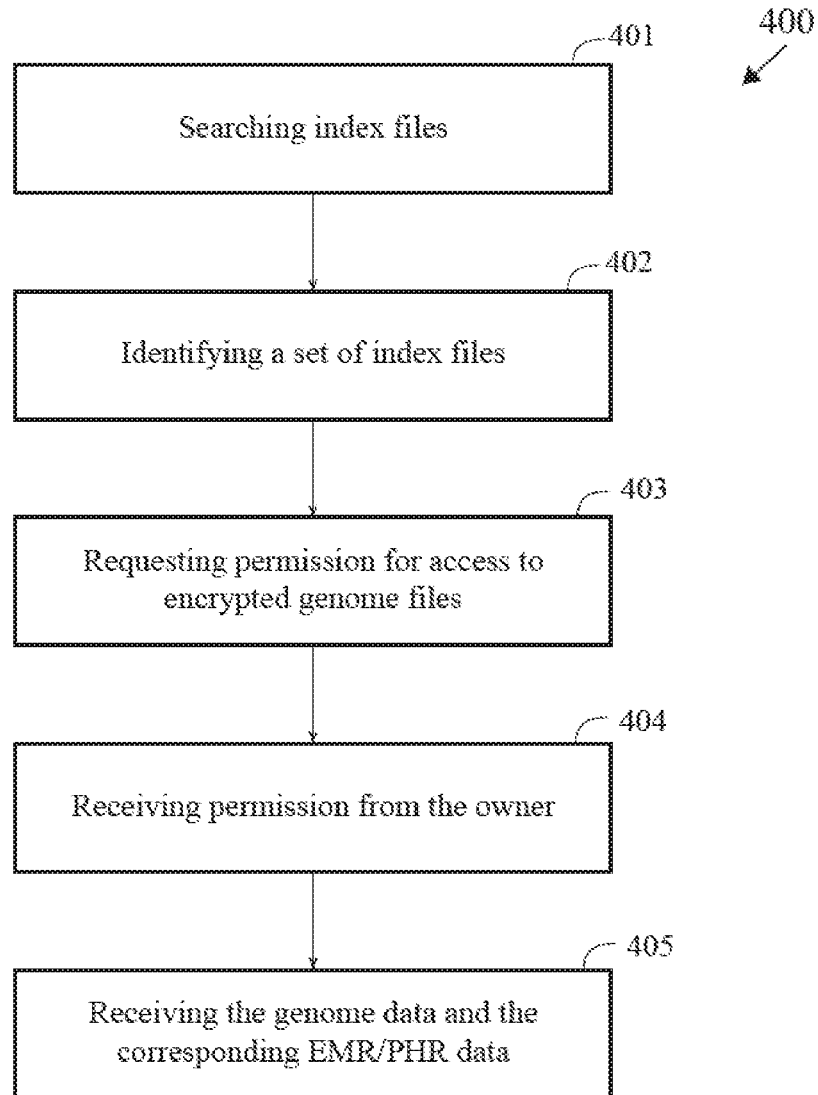 400
401
Searching index files
402
Identifying a set of index files
403
Requesting permission for access to
encrypted genome files
404
Receiving permission from the owner
405
Receiving the genome data and the
corresponding EMR/PHR data